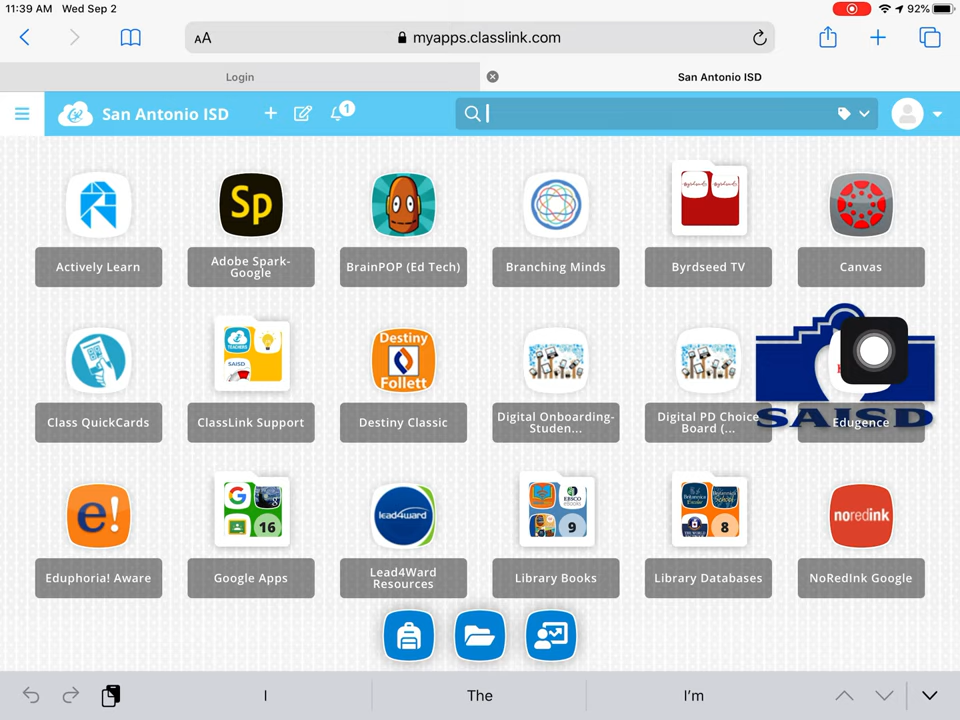 11:39 AM Wed Sep 2
92%
AA
myapps.classlink.com
Login
San Antonio ISD
San Antonio ISD
1
Sp
Actively Learn
Adobe Spark-
Google
BrainPOP (Ed Tech)
Branching Minds
Byrdseed TV
Canvas
TEACHERS
SAISD
Destiny
Follett
Class QuickCards
ClassLink Support
Destiny Classic
Digital Onboarding-
Studen...
Digital PD Choice
Board (...
Edugence
SAISD
e!
G
16
lead4ward
EBSCO
9
8
noredink
Eduphoria! Aware
Google Apps
Lead4Ward
Resources
Library Books
Library Databases
NoRedInk Google
I
The
I'm